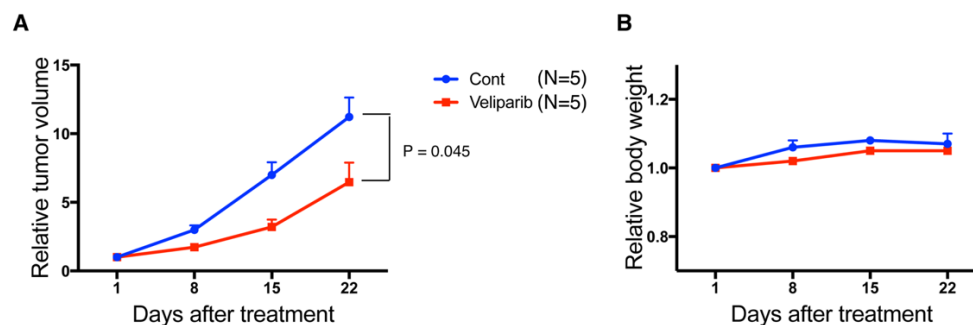 A
Relative tumor volume
15
10
5
0
1 8 15 22
Days after treatment
Cont (N=5)
Veliparib (N=5)
P = 0.045
B
Relative body weight
1.2
1.0
0.8
1 8 15 22
Days after treatment